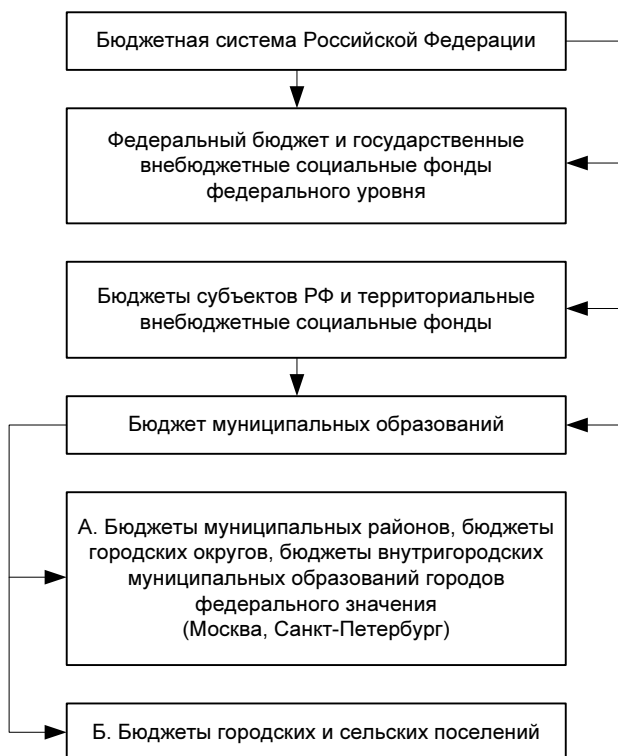 Бюджетная система Российской Федерации
Федеральный бюджет и государственные
внебюджетные социальные фонды
федерального уровня
Бюджеты субъектов РФ и территориальные
внебюджетные социальные фонды
Бюджет муниципальных образований
А. Бюджеты муниципальных районов, бюджеты
городских округов, бюджеты внутригородских
муниципальных образований городов
федерального значения
(Москва, Санкт-Петербург)
Б. Бюджеты городских и сельских поселений